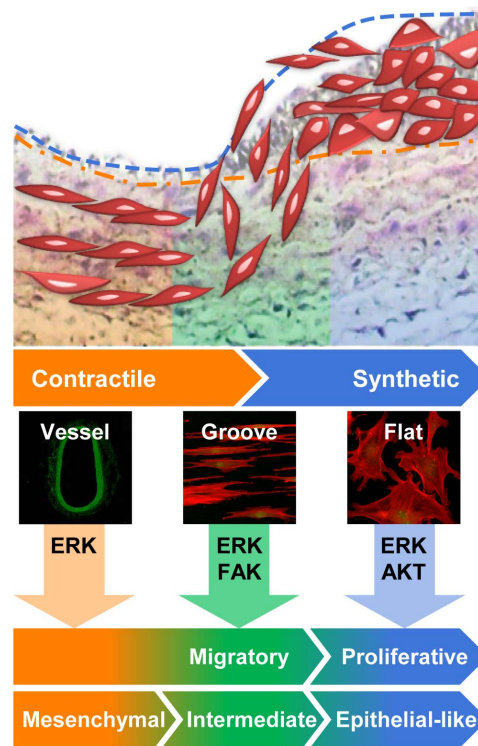 Contractile Synthetic
Vessel Groove Flat
ERK ERK ERK
FAK AKT
Migratory Proliferative
Mesenchymal Intermediate Epithelial-like